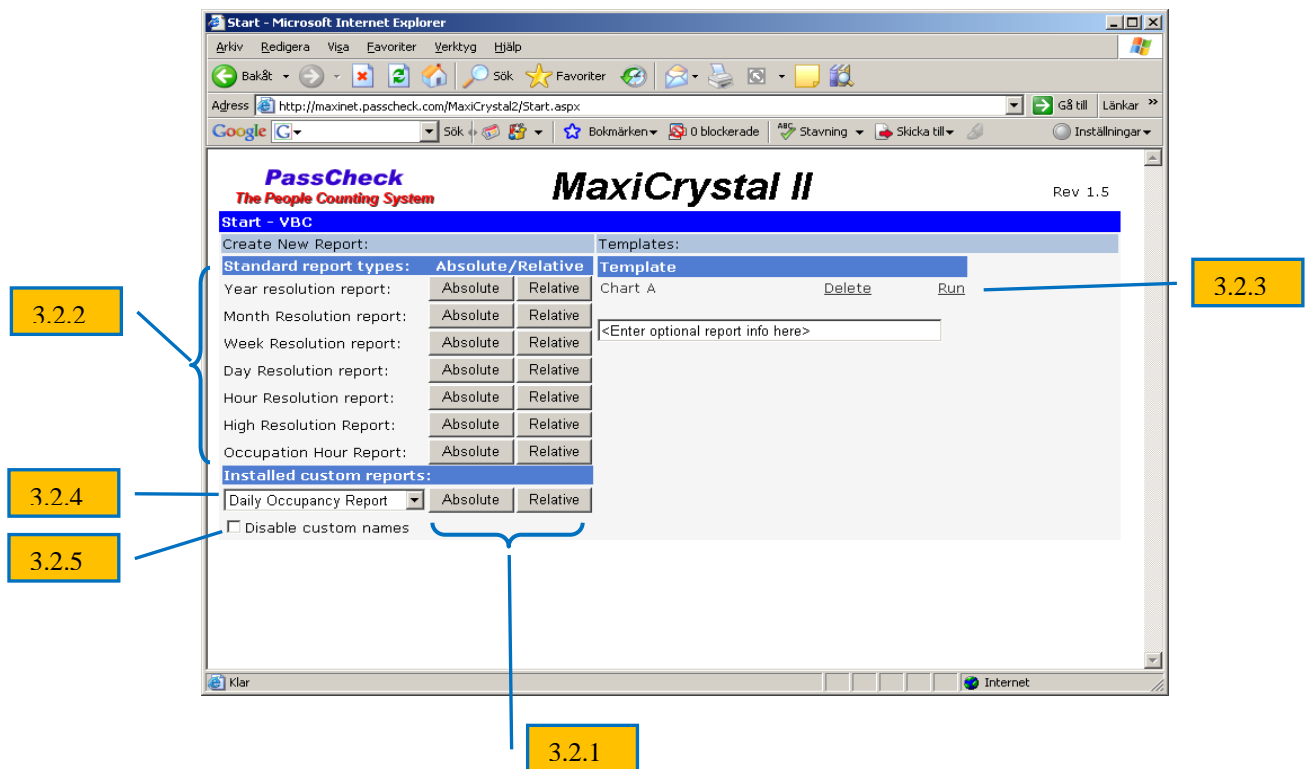 Start - Microsoft Internet Explorer
Arkiv Redigera Visa Favoriter Verktyg Hjälp
Bakåt Sök Favoriter
Adress http://maxinet.passcheck.com/MaxiCrystal2/Start.aspx Gå till Länkar »
Google G Sök Bokmärken 0 blockerade ABC Stavning Skicka till Inställningar
PassCheck
The People Counting System
MaxiCrystal II
Rev 1.5
Start - VBC
Create New Report: Templates:
Standard report types: Absolute/Relative Template
Year resolution report: Absolute Relative Chart A Delete Run
Month Resolution report: Absolute Relative
<Enter optional report info here>
Week Resolution report: Absolute Relative
Day Resolution report: Absolute Relative
Hour Resolution report: Absolute Relative
High Resolution Report: Absolute Relative
Occupation Hour Report: Absolute Relative
Installed custom reports:
Daily Occupancy Report Absolute Relative
Disable custom names
Klar Internet
3.2.2
3.2.3
3.2.4
3.2.5
3.2.1